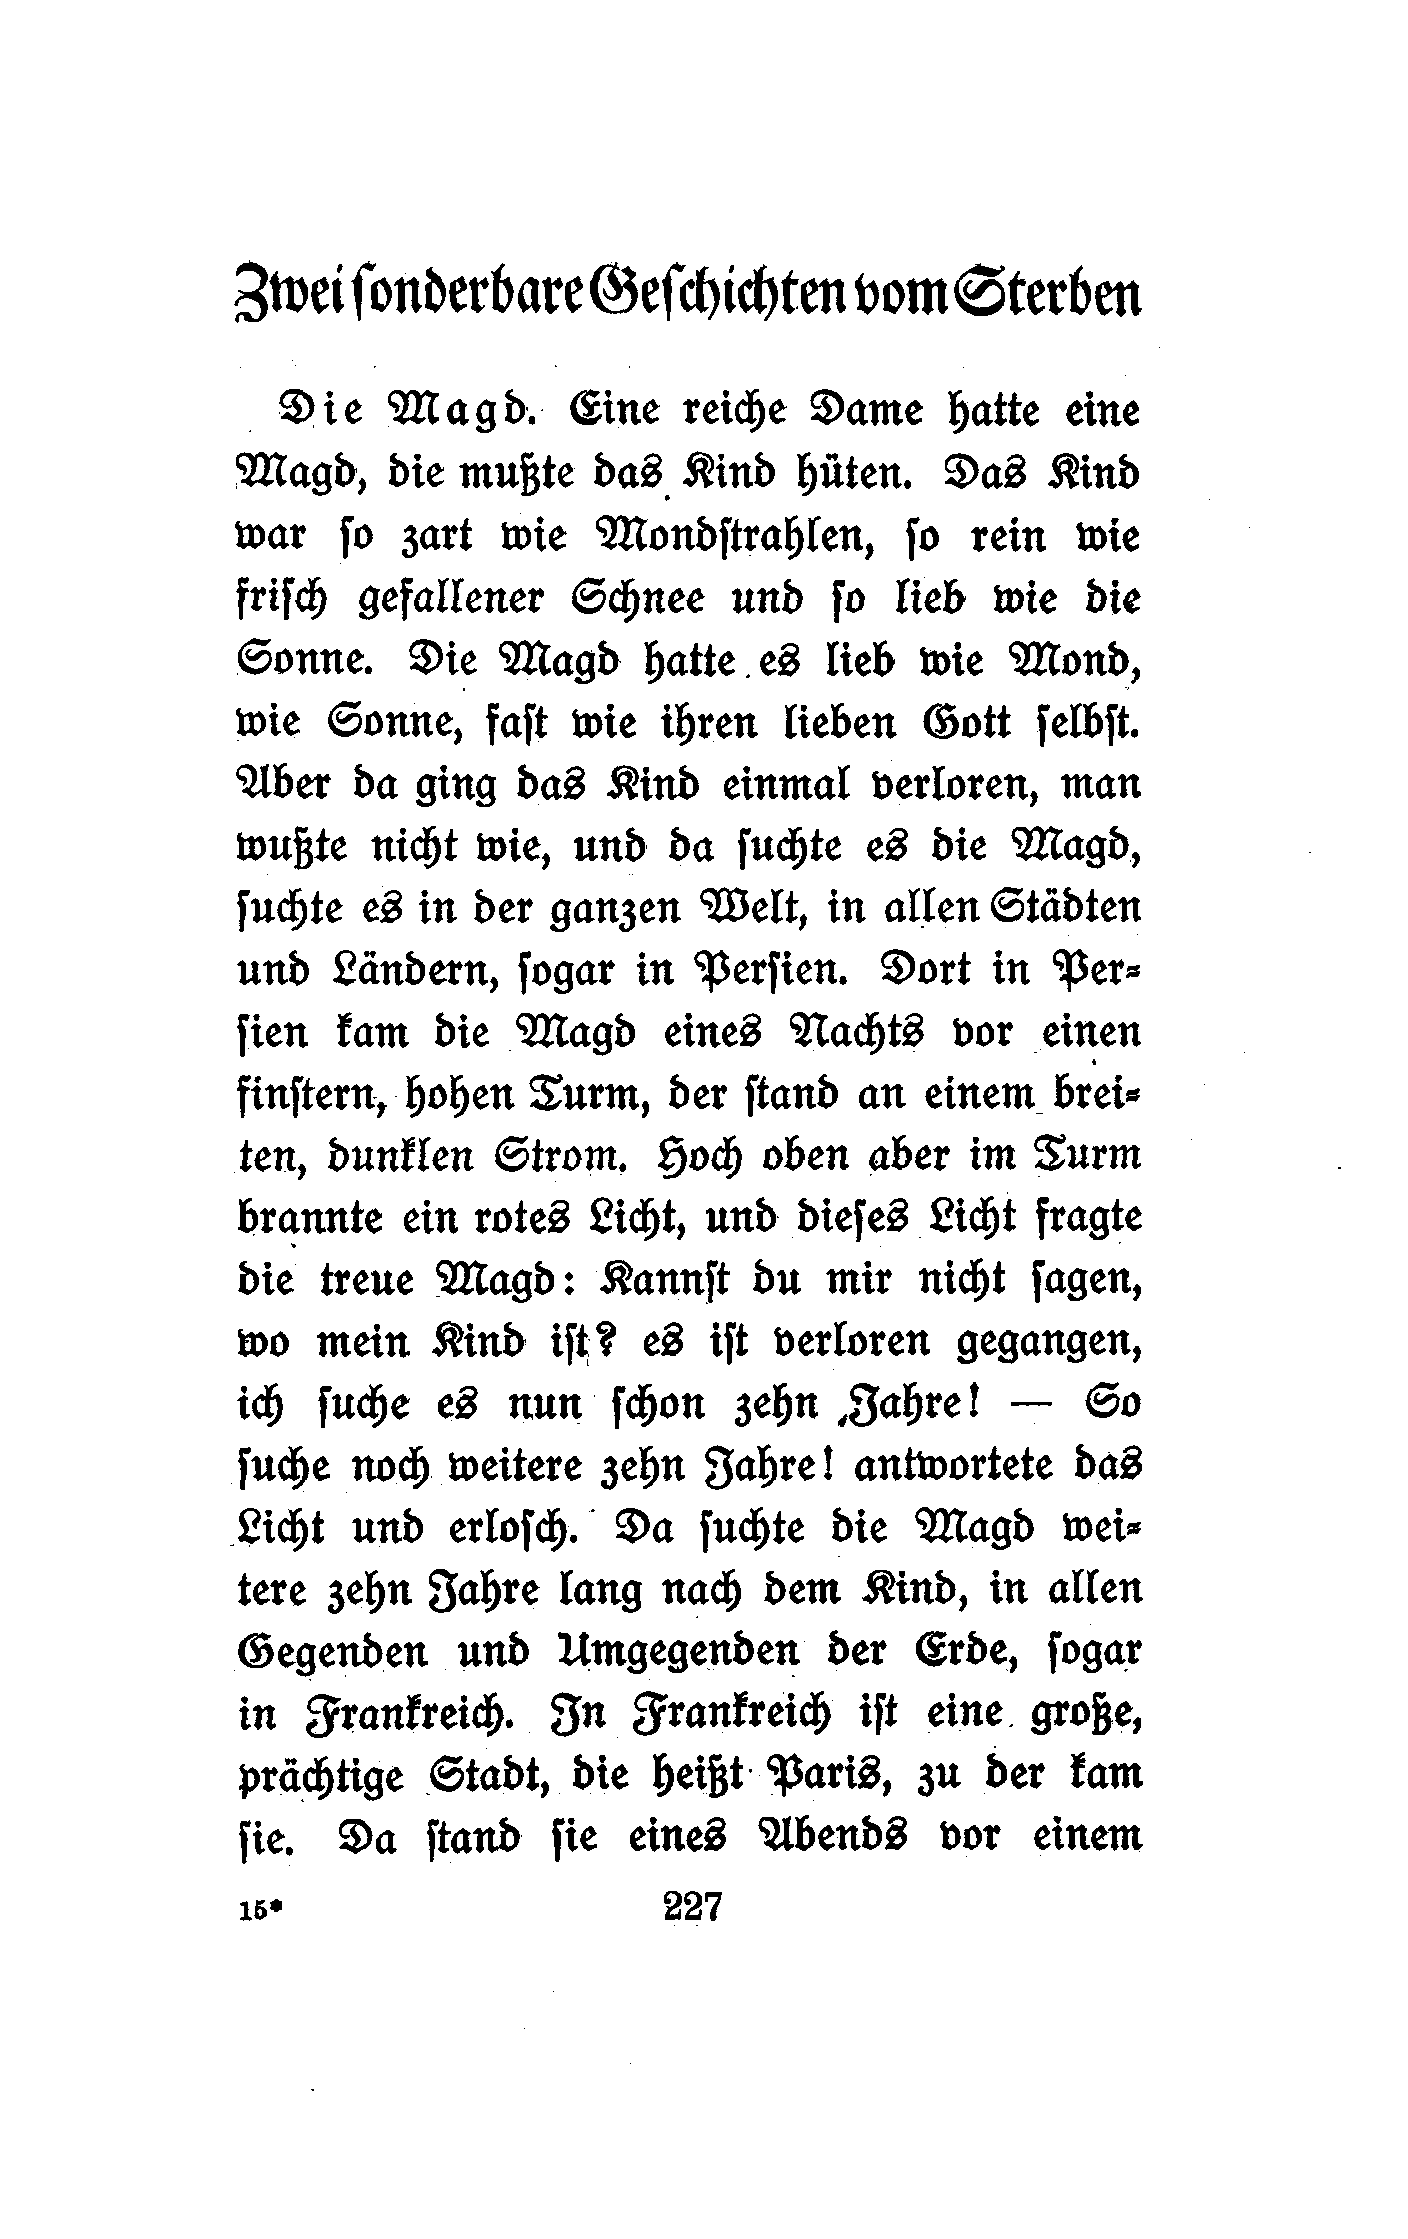 Zwei sonderbare Geschichten vom Sterben
Die Magd. Eine reiche Dame hatte eine
Magd, die mußte das Kind hüten. Das Kind
war so zart wie Mondstrahlen, so rein wie
frisch gefallener Schnee und so lieb wie die
Sonne. Die Magd hatte es lieb wie Mond,
wie Sonne, fast wie ihren lieben Gott selbst.
Aber da ging das Kind einmal verloren, man
wußte nicht wie, und da suchte es die Magd,
suchte es in der ganzen Welt, in allen Städten
und Ländern, sogar in Persien. Dort in Per-
sien kam die Magd eines Nachts vor einen
finstern, hohen Turm, der stand an einem brei-
ten, dunklen Strom. Hoch oben aber im Turm
brannte ein rotes Licht, und dieses Licht fragte
die treue Magd: Kannst du mir nicht sagen,
wo mein Kind ist? es ist verloren gegangen,
ich suche es nun schon zehn Jahre! — So
suche noch weitere zehn Jahre! antwortete das
Licht und erlosch. Da suchte die Magd wei-
tere zehn Jahre lang nach dem Kind, in allen
Gegenden und Umgegenden der Erde, sogar
in Frankreich. In Frankreich ist eine große,
prächtige Stadt, die heißt Paris, zu der kam
sie. Da stand sie eines Abends vor einem
15* 227